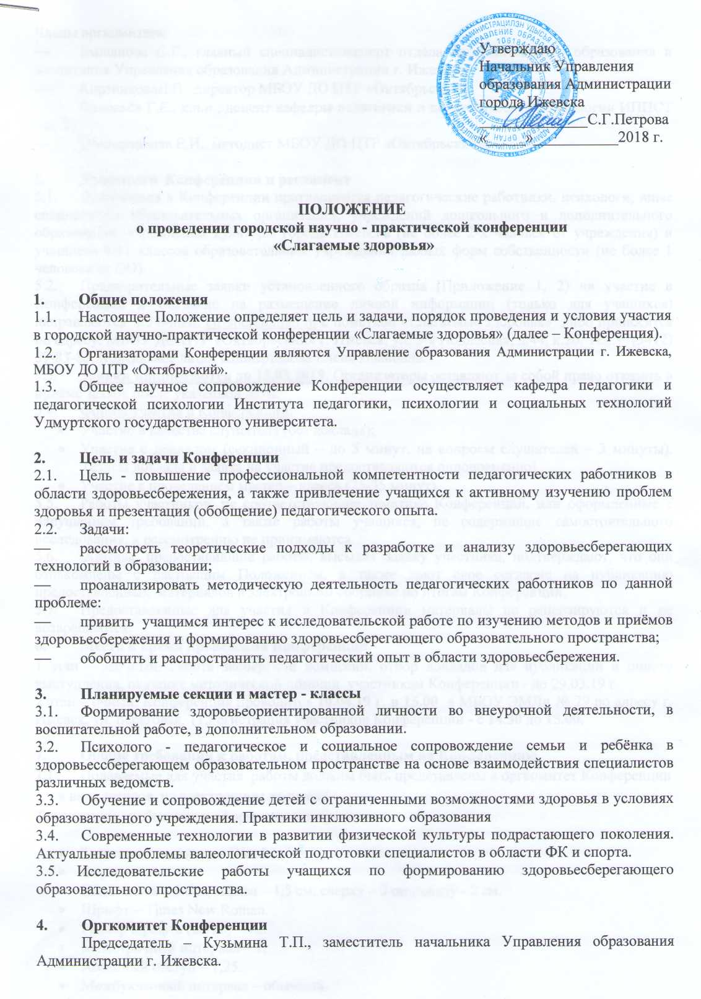 Утверждаю
Начальник Управления
образования Администрации
города Ижевска
______________С.Г.Петрова
«_____»___________2018 г.
ПОЛОЖЕНИЕ
о проведении городской научно - практической конференции
«Слагаемые здоровья»
1. Общие положения
1.1. Настоящее Положение определяет цель и задачи, порядок проведения и условия участия
в городской научно-практической конференции «Слагаемые здоровья» (далее – Конференция).
1.2. Организаторами Конференции являются Управление образования Администрации г. Ижевска,
МБОУ ДО ЦТР «Октябрьский».
1.3. Общее научное сопровождение Конференции осуществляет кафедра педагогики и
педагогической психологии Института педагогики, психологии и социальных технологий
Удмуртского государственного университета.
2. Цель и задачи Конференции
2.1. Цель - повышение профессиональной компетентности педагогических работников в
области здоровьесбережения, а также привлечение учащихся к активному изучению проблем
здоровья и презентация (обобщение) педагогического опыта.
2.2. Задачи:
— рассмотреть теоретические подходы к разработке и анализу здоровьесберегающих
технологий в образовании;
— проанализировать методическую деятельность педагогических работников по данной
проблеме:
— привить учащимся интерес к исследовательской работе по изучению методов и приёмов
здоровьесбережения и формированию здоровьесберегающего образовательного пространства;
— обобщить и распространить педагогический опыт в области здоровьесбережения.
3. Планируемые секции и мастер - классы
3.1. Формирование здоровьеориентированной личности во внеурочной деятельности, в
воспитательной работе, в дополнительном образовании.
3.2. Психолого - педагогическое и социальное сопровождение семьи и ребёнка в
здоровьессберегающем образовательном пространстве на основе взаимодействия специалистов
различных ведомств.
3.3. Обучение и сопровождение детей с ограниченными возможностями здоровья в условиях
образовательного учреждения. Практики инклюзивного образования
3.4. Современные технологии в развитии физической культуры подрастающего поколения.
Актуальные проблемы валеологической подготовки специалистов в области ФК и спорта.
3.5. Исследовательские работы учащихся по формированию здоровьесберегающего
образовательного пространства.
4. Оргкомитет Конференции
Председатель – Кузьмина Т.П., заместитель начальника Управления образования
Администрации г. Ижевска.